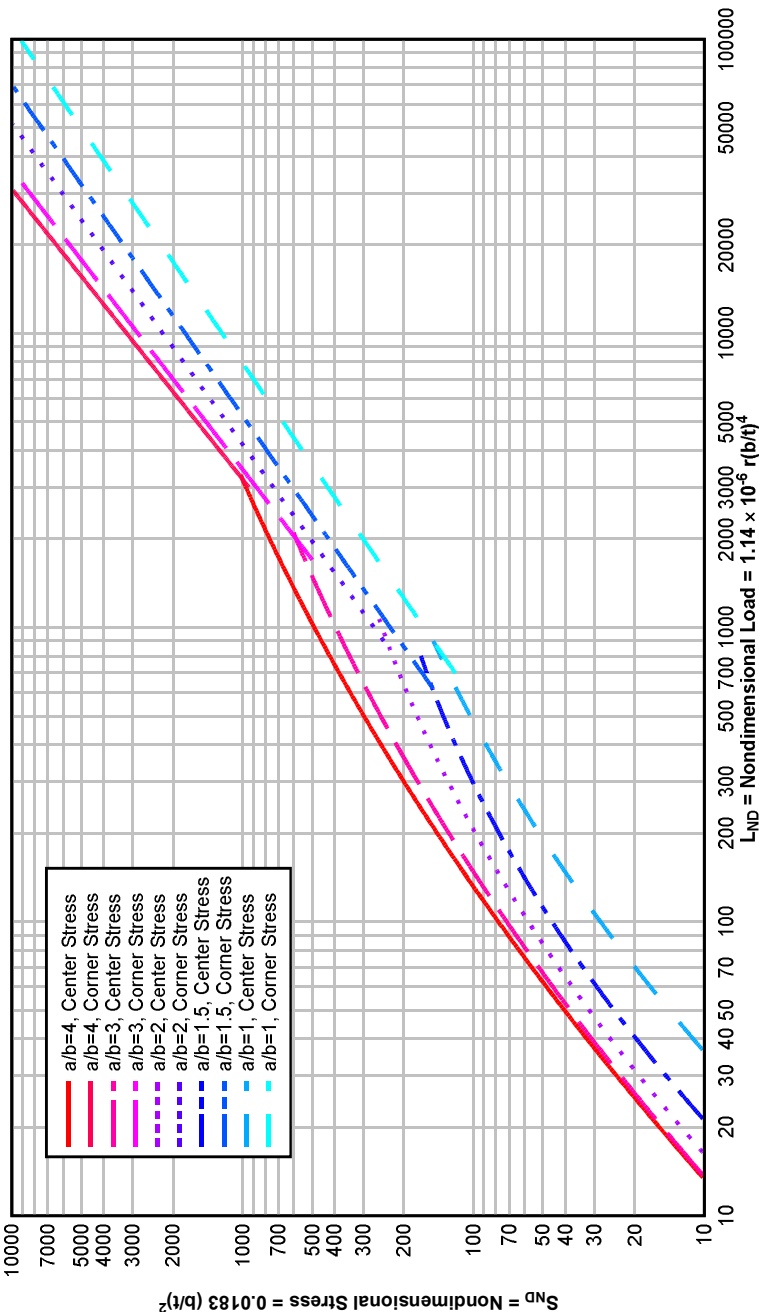 a/b=4, Center Stress
a/b=4, Corner Stress
a/b=3, Center Stress
a/b=3, Corner Stress
a/b=2, Center Stress
a/b=2, Corner Stress
a/b=1.5, Center Stress
a/b=1.5, Corner Stress
a/b=1, Center Stress
a/b=1, Corner Stress
10000
7000
5000
4000
3000
2000
1000
700
500
400
300
200
100
70
50
40
30
20
10
S_ND = Nondimensional Stress = 0.0183 (b/t)²
10 20 30 40 50 70 100 200 300 500 700 1000 2000 3000 5000 10000 20000 50000 100000
L_ND = Nondimensional Load = 1.14 × 10⁻⁶ r(b/t)⁴